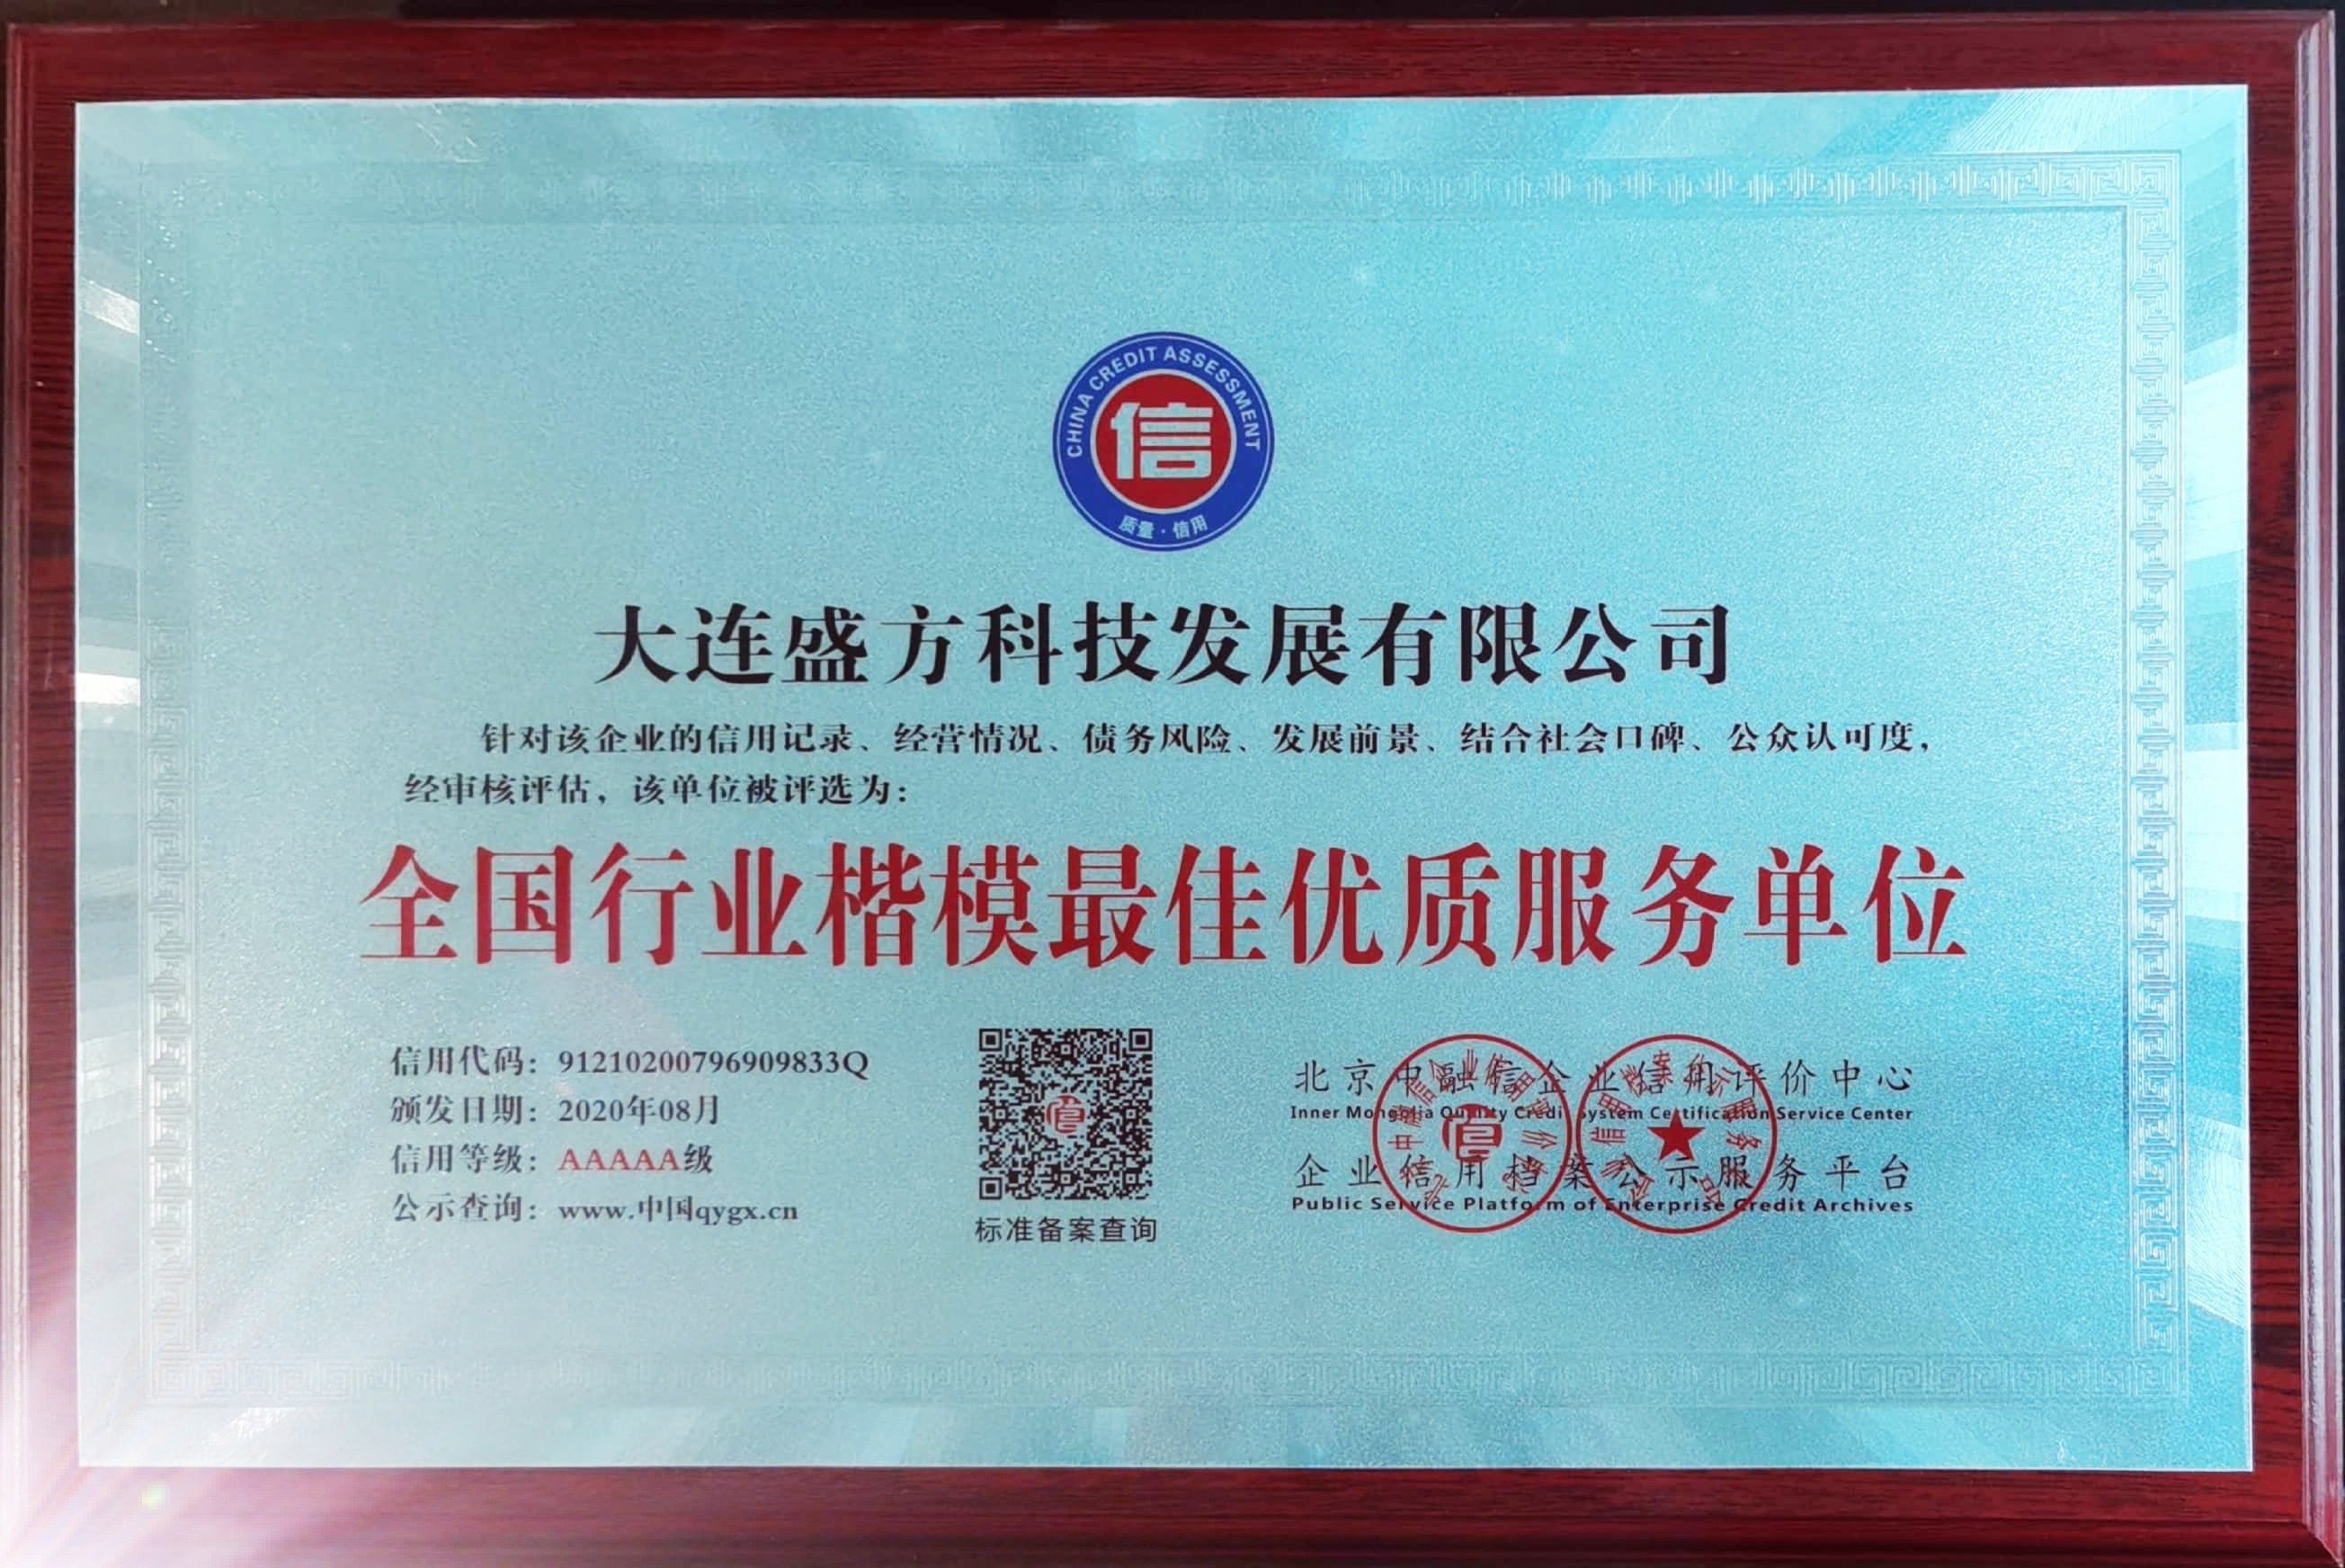 CHINA CREDIT ASSESSMENT
信
质量·信用
大连盛方科技发展有限公司
针对该企业的信用记录、经营情况、债务风险、发展前景、结合社会口碑、公众认可度，
经审核评估，该单位被评选为：
全国行业楷模最佳优质服务单位
信用代码：91210200796909833Q
颁发日期：2020年08月
信用等级：AAAAA级
公示查询：www.中国qygx.cn
标准备案查询
北京中融信企业信用评价中心
Inner Mongolia Quality Credit System Certification Service Center
企业信用档案公示服务平台
Public Service Platform of Enterprise Credit Archives